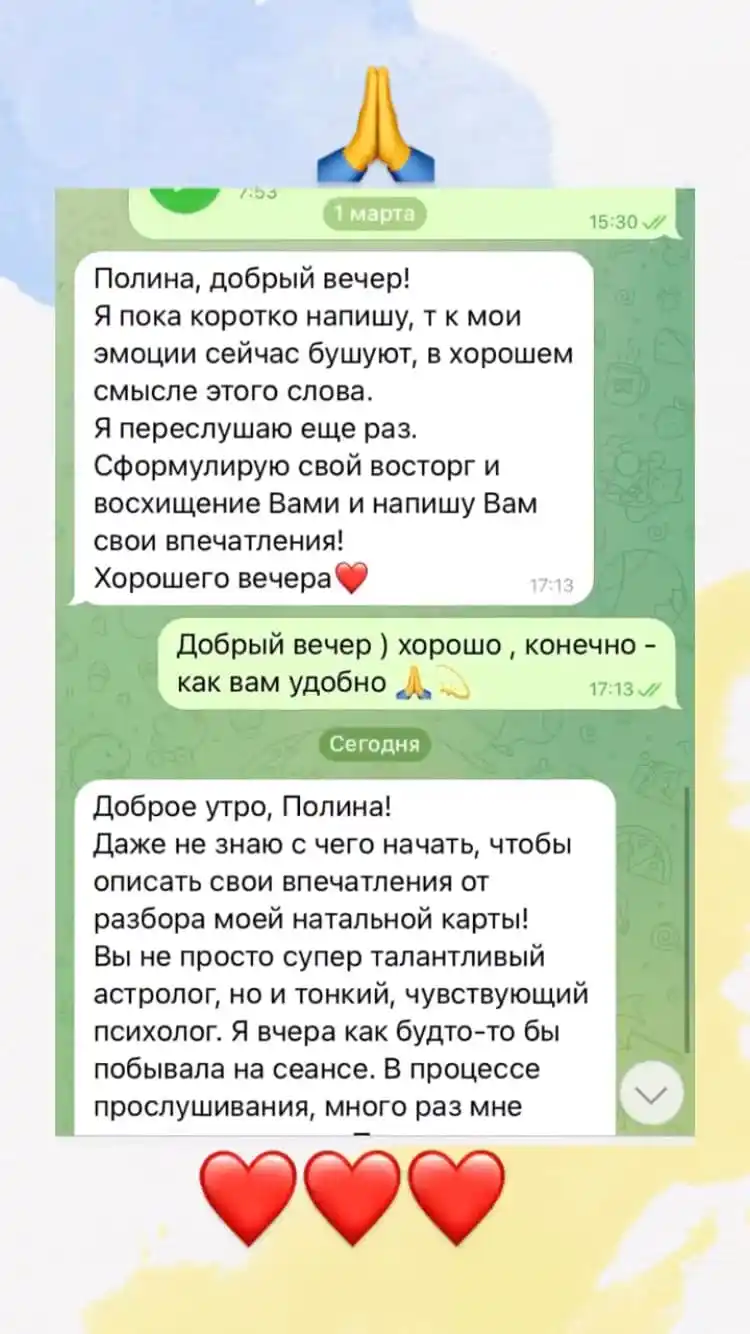 7:53
1 марта
15:30
Полина, добрый вечер!
Я пока коротко напишу, т к мои
эмоции сейчас бушуют, в хорошем
смысле этого слова.
Я переслушаю еще раз.
Сформулирую свой восторг и
восхищение Вами и напишу Вам
свои впечатления!
Хорошего вечера❤️
17:13
Добрый вечер ) хорошо , конечно -
как вам удобно 🙏💫
17:13
Сегодня
Доброе утро, Полина!
Даже не знаю с чего начать, чтобы
описать свои впечатления от
разбора моей натальной карты!
Вы не просто супер талантливый
астролог, но и тонкий, чувствующий
психолог. Я вчера как будто-то бы
побывала на сеансе. В процессе
прослушивания, много раз мне